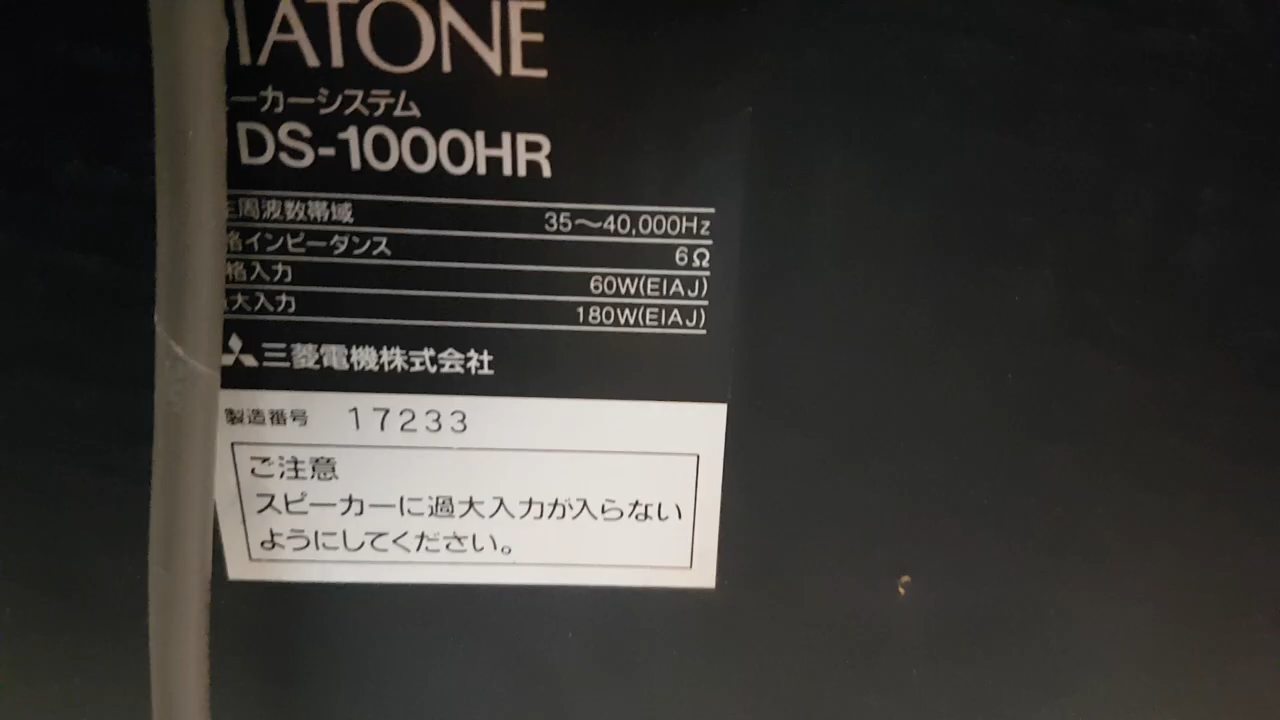 IATONE
ーカーシステム
DS-1000HR
周波数帯域 35〜40,000Hz
格インピーダンス 6Ω
格入力 60W(EIAJ)
大入力 180W(EIAJ)
三菱電機株式会社
製造番号 17233
ご注意
スピーカーに過大入力が入らない
ようにしてください。